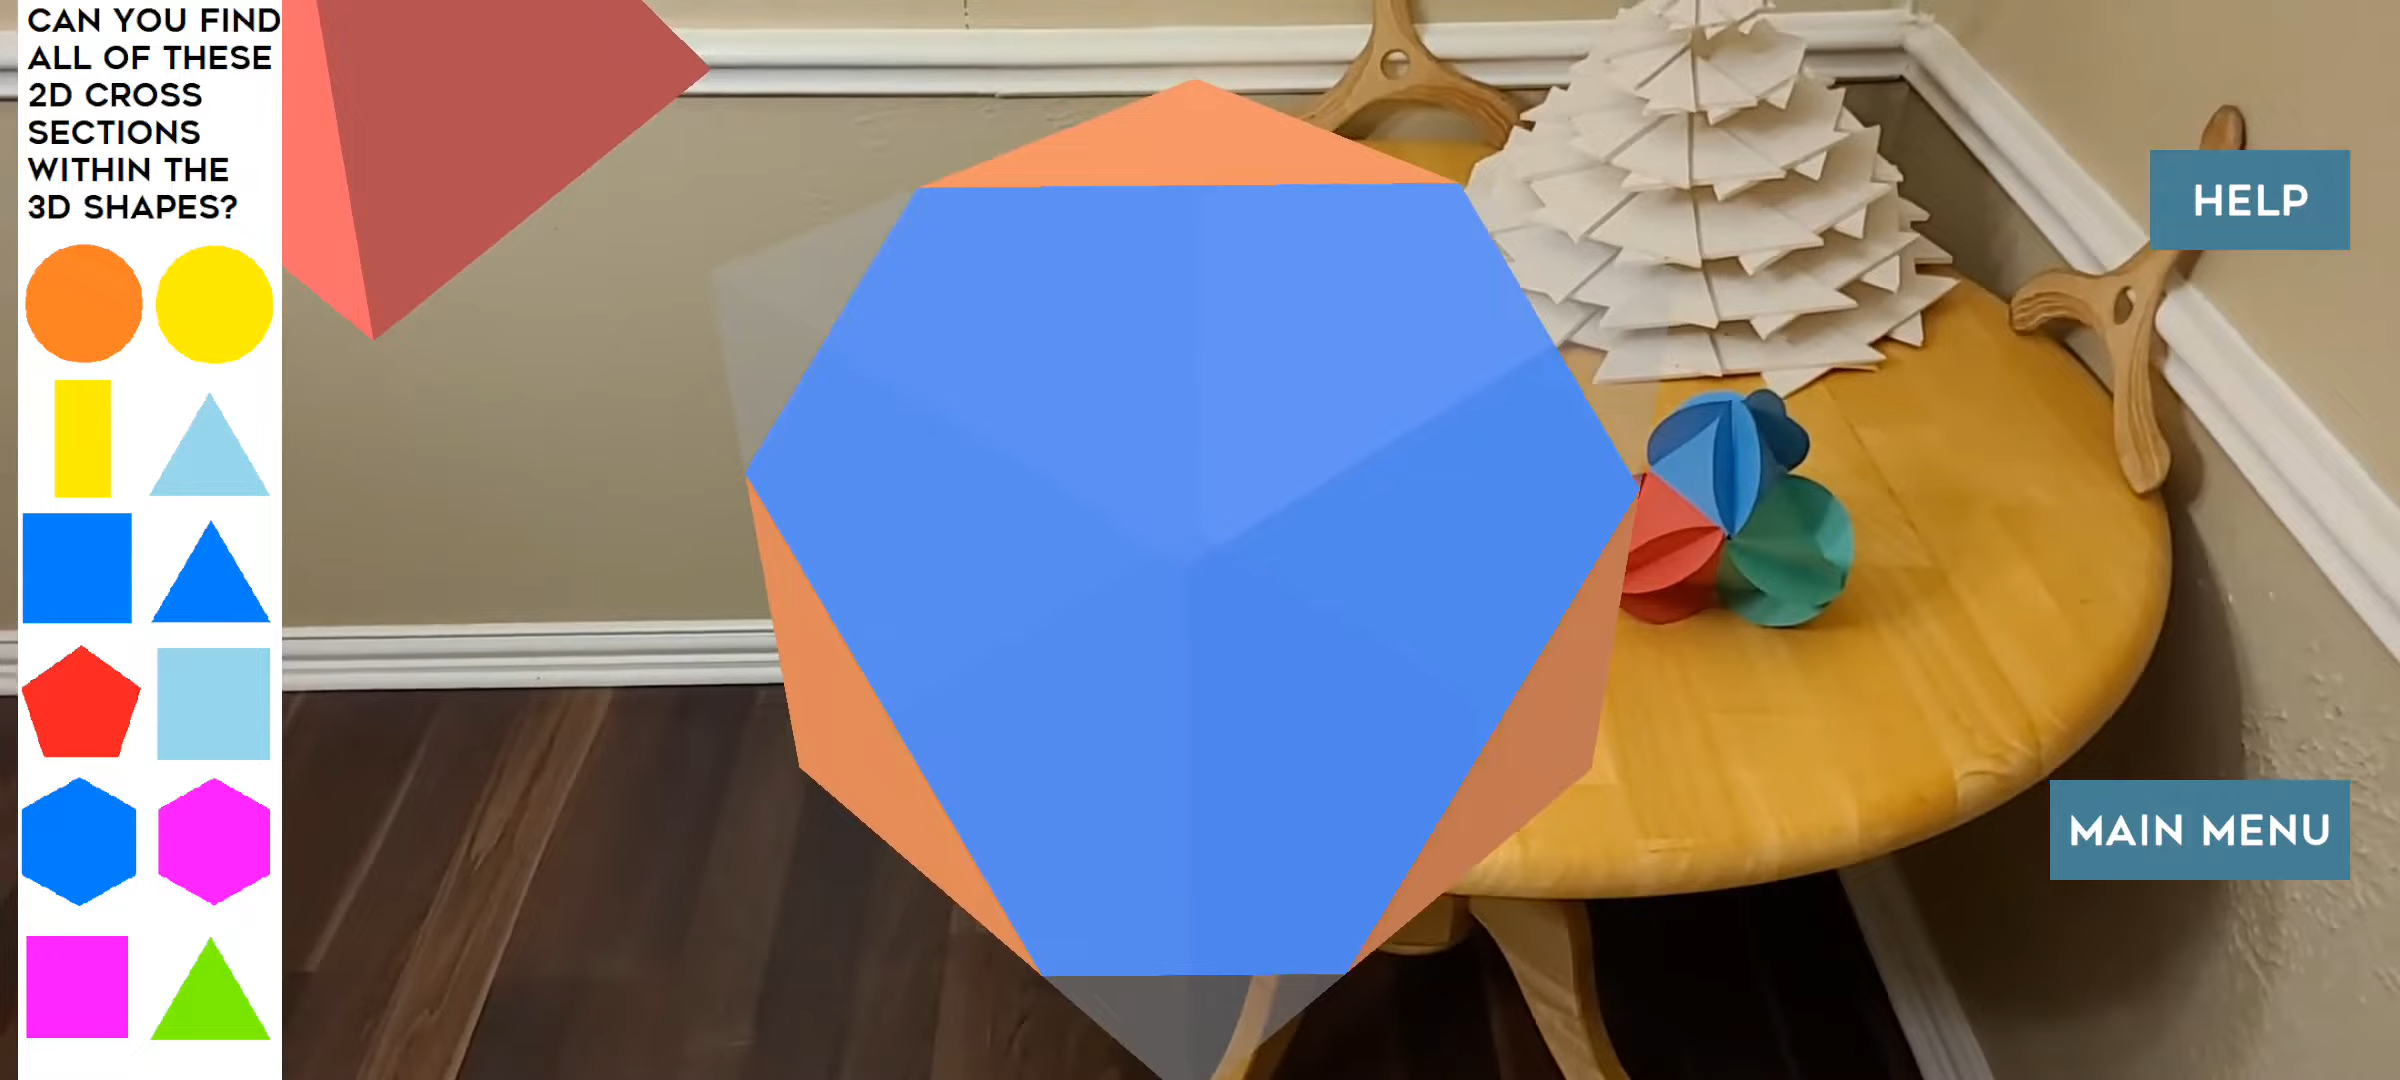 CAN YOU FIND
ALL OF THESE
2D CROSS
SECTIONS
WITHIN THE
3D SHAPES?
HELP
MAIN MENU